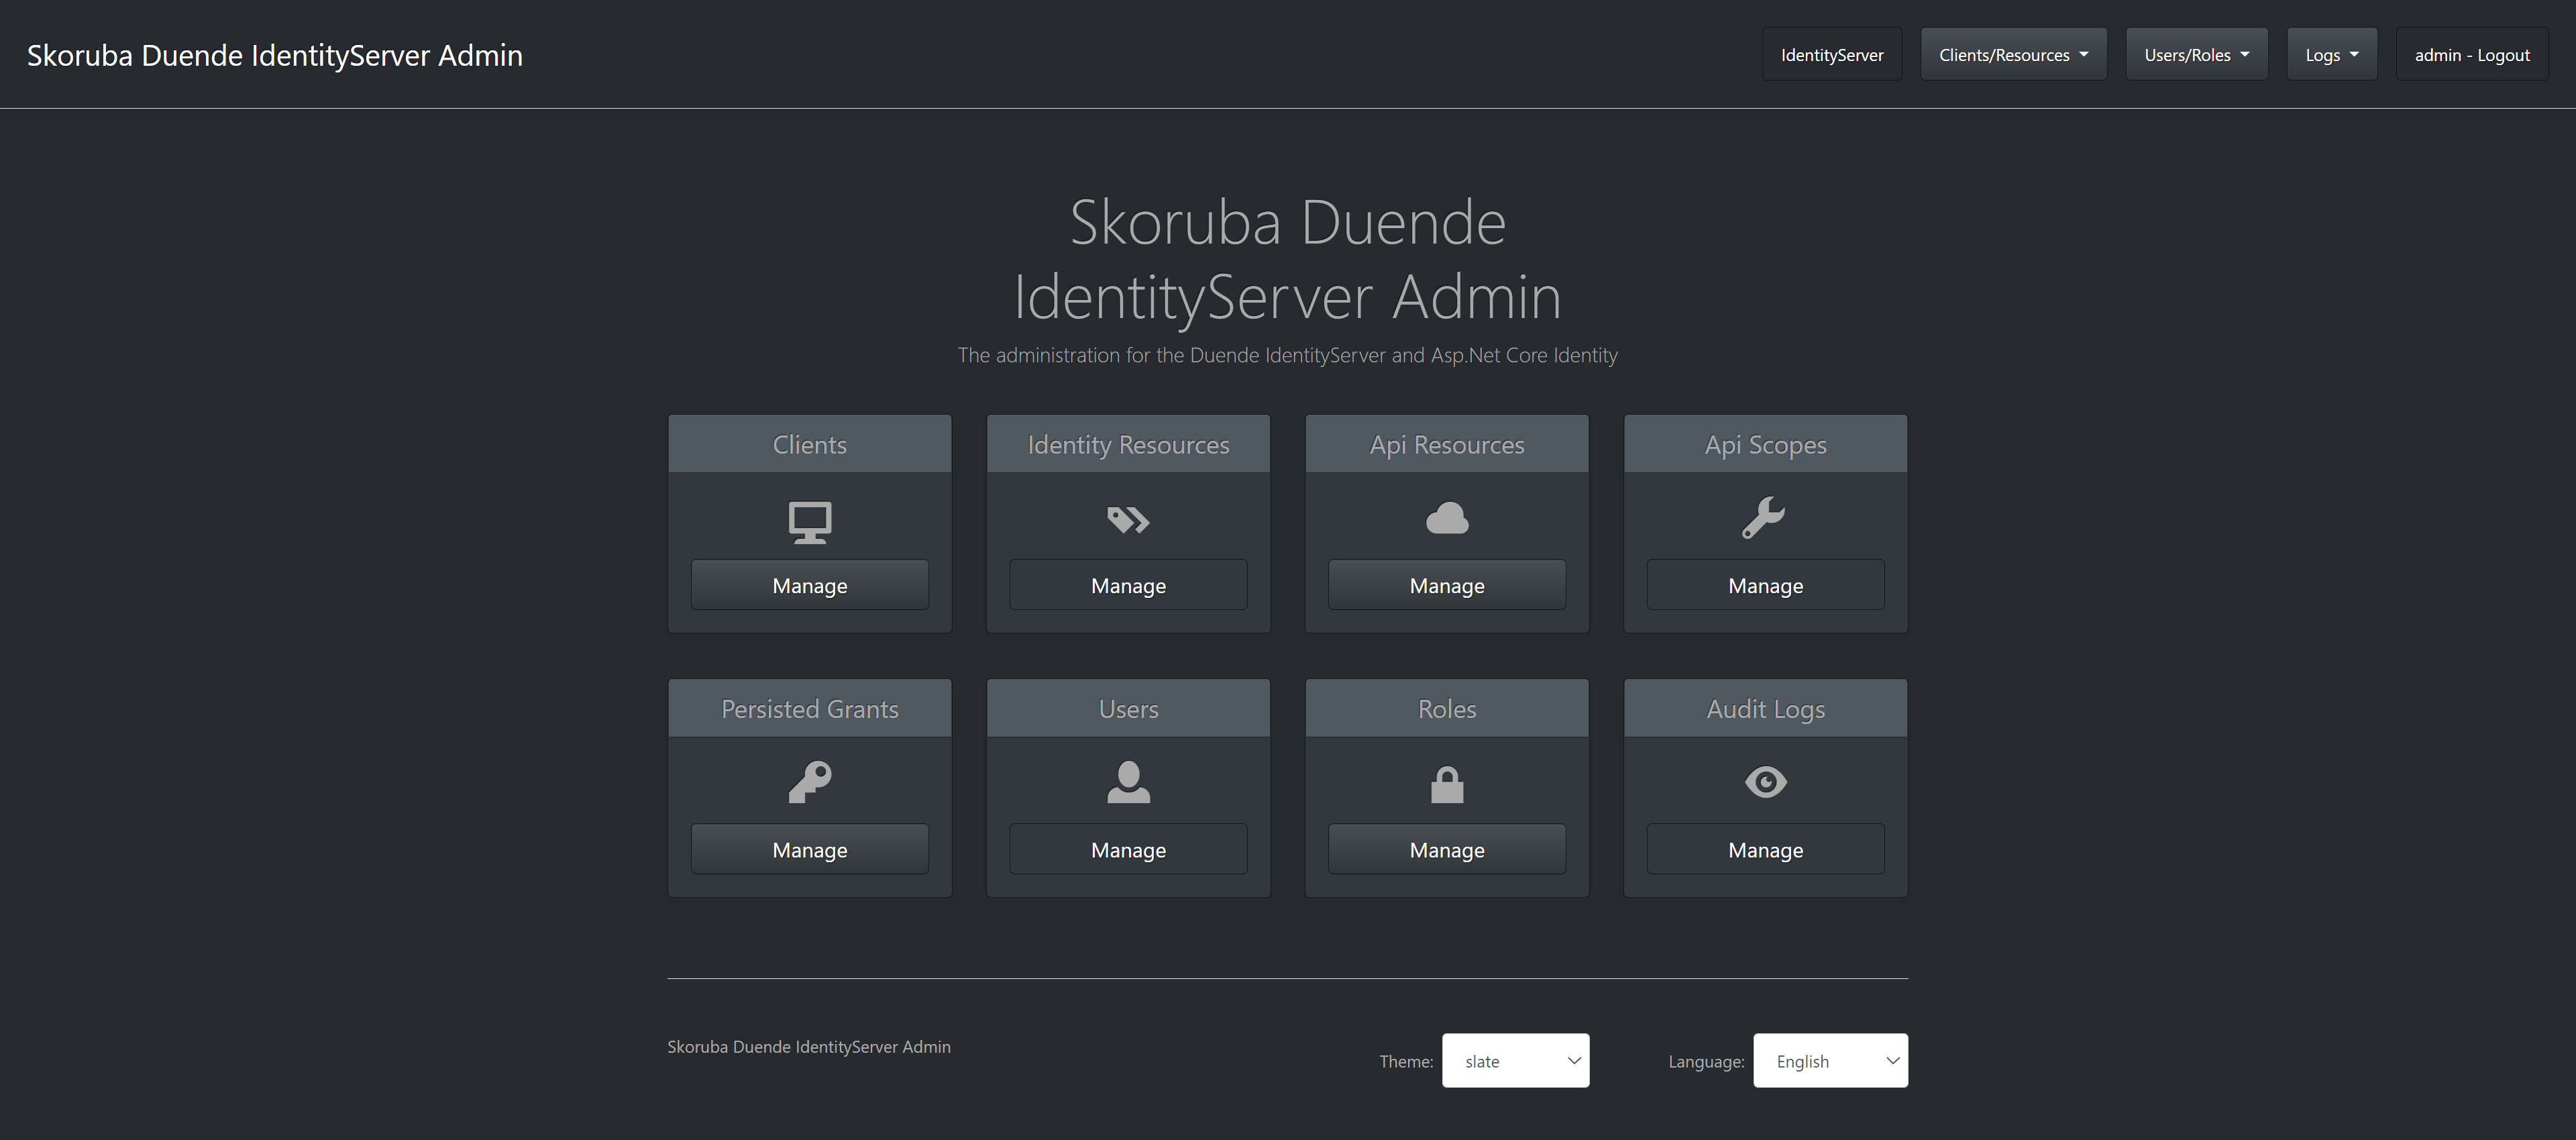 Skoruba Duende IdentityServer Admin
IdentityServer
Clients/Resources
Users/Roles
Logs
admin - Logout
Skoruba Duende
IdentityServer Admin
The administration for the Duende IdentityServer and Asp.Net Core Identity
Clients
Identity Resources
Api Resources
Api Scopes
Manage
Manage
Manage
Manage
Persisted Grants
Users
Roles
Audit Logs
Manage
Manage
Manage
Manage
Skoruba Duende IdentityServer Admin
Theme:
slate
Language:
English